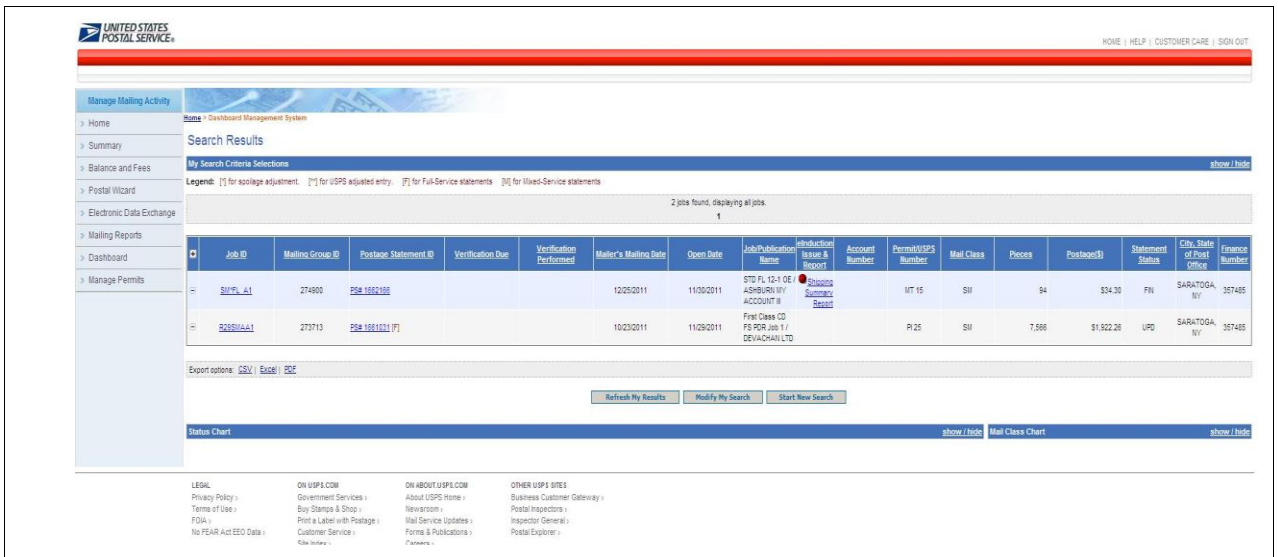 UNITED STATES
POSTAL SERVICE®
HOME | HELP | CUSTOMER CARE | SIGN OUT
Manage Mailing Activity
> Home
> Summary
> Balance and Fees
> Postal Wizard
> Electronic Data Exchange
> Mailing Reports
> Dashboard
> Manage Permits
Home > Dashboard Management System
Search Results
My Search Criteria Selections show / hide
Legend: [*] for spoilage adjustment. [**] for USPS adjusted entry. [F] for Full-Service statements [M] for Mixed-Service statements
2 jobs found, displaying all jobs.
1
Job ID Mailing Group ID Postage Statement ID Verification Due Verification Performed Mailer's Mailing Date Open Date Job/Publication Name eInduction Issue & Report Account Number Permit/USPS Number Mail Class Pieces Postage($) Statement Status City, State of Post Office Finance Number
SM*FL_A1 274900 PS# 1662166 12/25/2011 11/30/2011 STD FL 12-1 OE / ASHBURN MY ACCOUNT III Shipping Summary Report MT 15 SM 94 $34.30 FIN SARATOGA, NY 357485
R29SMAA1 273713 PS# 1661031 [F] 10/23/2011 11/29/2011 First Class CD FS PDR Job 1 / DEVACHAN LTD PI 25 SM 7,566 $1,922.26 UPD SARATOGA, NY 357485
Export options: CSV | Excel | PDF
Refresh My Results Modify My Search Start New Search
Status Chart show / hide Mail Class Chart show / hide
LEGAL
Privacy Policy ›
Terms of Use ›
FOIA ›
No FEAR Act EEO Data ›
ON USPS.COM
Government Services ›
Buy Stamps & Shop ›
Print a Label with Postage ›
Customer Service ›
Site Index ›
ON ABOUT.USPS.COM
About USPS Home ›
Newsroom ›
Mail Service Updates ›
Forms & Publications ›
Careers ›
OTHER USPS SITES
Business Customer Gateway ›
Postal Inspectors ›
Inspector General ›
Postal Explorer ›